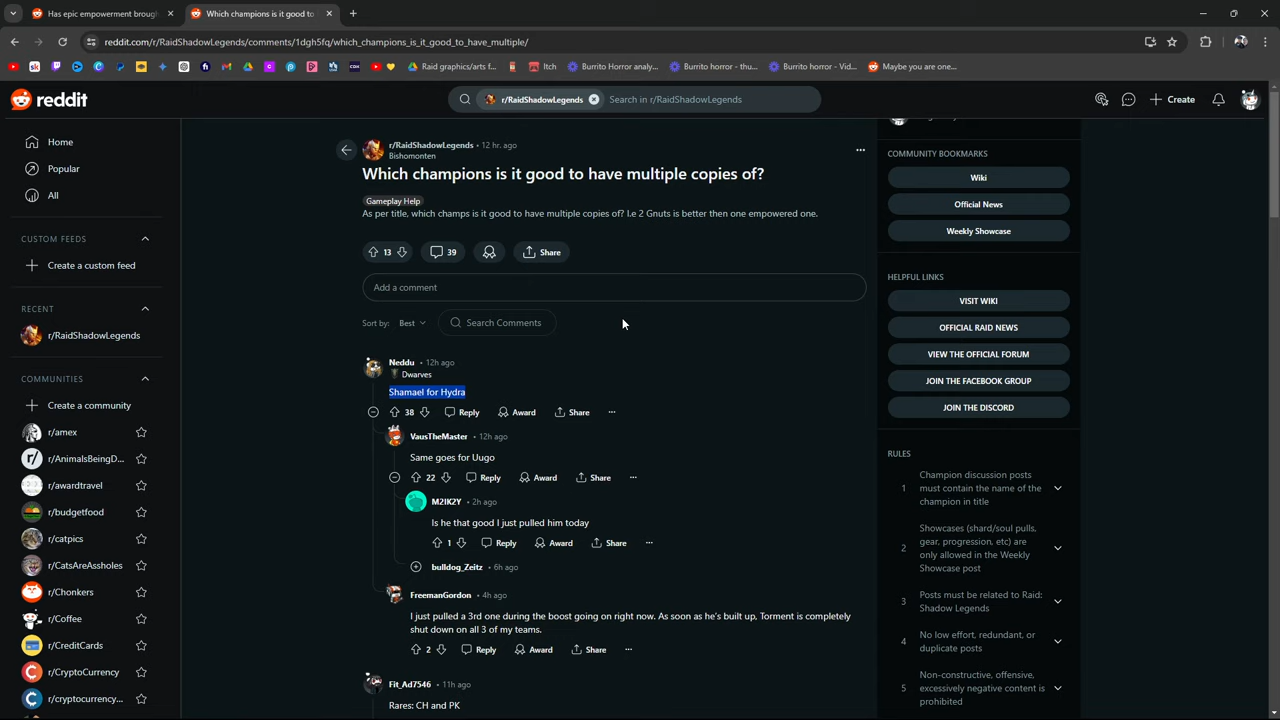 Has epic empowerment brough
Which champions is it good to
reddit.com/r/RaidShadowLegends/comments/1dgh5fq/which_champions_is_it_good_to_have_multiple/
Raid graphics/arts f...
Itch
Burrito Horror analy...
Burrito horror - thu...
Burrito horror - Vid...
Maybe you are one...
reddit
r/RaidShadowLegends
Search in r/RaidShadowLegends
Create
Home
Popular
All
CUSTOM FEEDS
Create a custom feed
RECENT
r/RaidShadowLegends
COMMUNITIES
Create a community
r/amex
r/AnimalsBeingD...
r/awardtravel
r/budgetfood
r/catpics
r/CatsAreAssholes
r/Chonkers
r/Coffee
r/CreditCards
r/CryptoCurrency
r/cryptocurrency...
r/RaidShadowLegends • 12 hr. ago
Bishomonten
Which champions is it good to have multiple copies of?
Gameplay Help
As per title, which champs is it good to have multiple copies of? I.e 2 Gnuts is better then one empowered one.
13
39
Share
Add a comment
Sort by: Best
Search Comments
Neddu • 12h ago
Dwarves
Shamael for Hydra
38 Reply Award Share
VausTheMaster • 12h ago
Same goes for Uugo
22 Reply Award Share
M2IK2Y • 2h ago
Is he that good I just pulled him today
1 Reply Award Share
bulldog_Zeitz • 6h ago
FreemanGordon • 4h ago
I just pulled a 3rd one during the boost going on right now. As soon as he's built up, Torment is completely
shut down on all 3 of my teams.
2 Reply Award Share
Fit_Ad7546 • 11h ago
Rares: CH and PK
COMMUNITY BOOKMARKS
Wiki
Official News
Weekly Showcase
HELPFUL LINKS
VISIT WIKI
OFFICIAL RAID NEWS
VIEW THE OFFICIAL FORUM
JOIN THE FACEBOOK GROUP
JOIN THE DISCORD
RULES
1 Champion discussion posts
must contain the name of the
champion in title
2 Showcases (shard/soul pulls,
gear, progression, etc) are
only allowed in the Weekly
Showcase post
3 Posts must be related to Raid:
Shadow Legends
4 No low effort, redundant, or
duplicate posts
5 Non-constructive, offensive,
excessively negative content is
prohibited